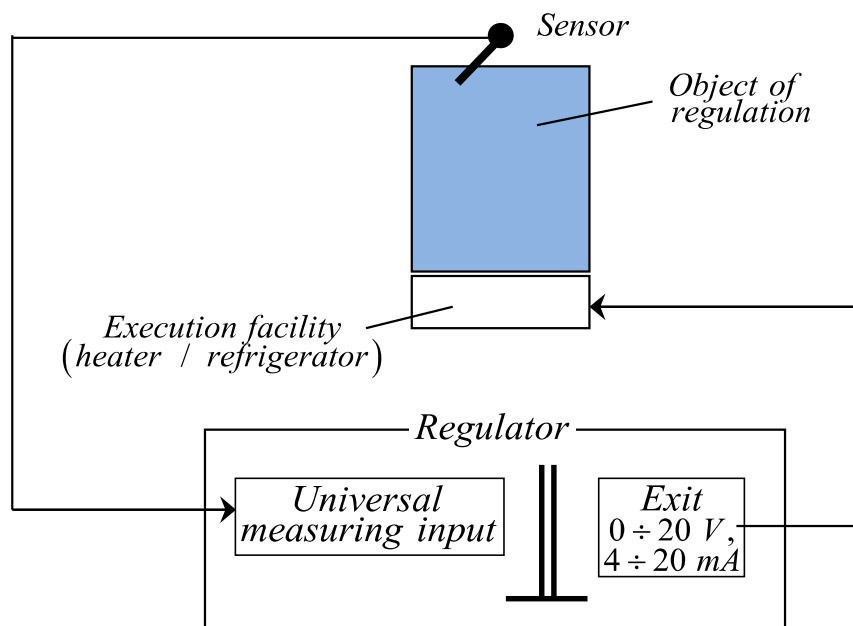 Sensor
Object of
regulation
Execution facility
(heater / refrigerator)
Regulator
Universal
measuring input
Exit
0 ÷ 20 V,
4 ÷ 20 mA